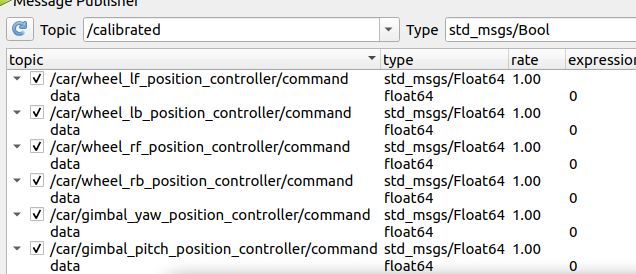 Message Publisher
Topic /calibrated Type std_msgs/Bool
topic type rate expression
/car/wheel_lf_position_controller/command std_msgs/Float64 1.00
data float64 0
/car/wheel_lb_position_controller/command std_msgs/Float64 1.00
data float64 0
/car/wheel_rf_position_controller/command std_msgs/Float64 1.00
data float64 0
/car/wheel_rb_position_controller/command std_msgs/Float64 1.00
data float64 0
/car/gimbal_yaw_position_controller/command std_msgs/Float64 1.00
data float64 0
/car/gimbal_pitch_position_controller/command std_msgs/Float64 1.00
data float64 0